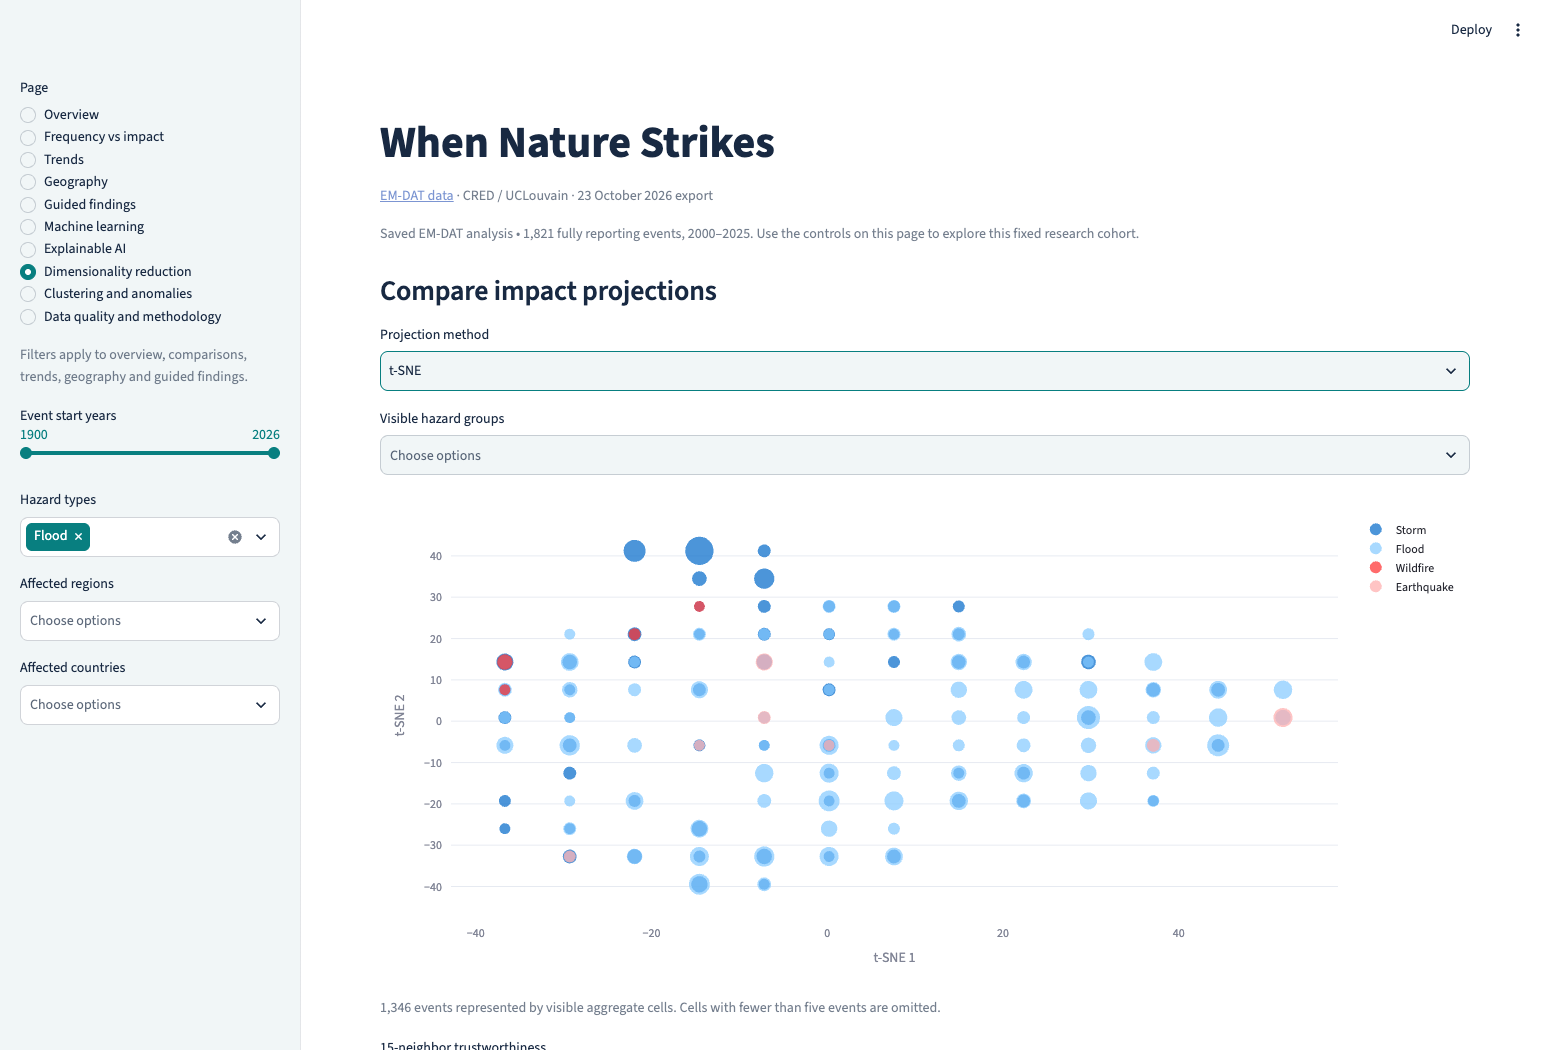 Deploy
Page
Overview
Frequency vs impact
Trends
Geography
Guided findings
Machine learning
Explainable AI
Dimensionality reduction
Clustering and anomalies
Data quality and methodology
Filters apply to overview, comparisons,
trends, geography and guided findings.
Event start years
1900 2026
Hazard types
Flood
Affected regions
Choose options
Affected countries
Choose options
When Nature Strikes
EM-DAT data · CRED / UCLouvain · 23 October 2026 export
Saved EM-DAT analysis • 1,821 fully reporting events, 2000–2025. Use the controls on this page to explore this fixed research cohort.
Compare impact projections
Projection method
t-SNE
Visible hazard groups
Choose options
Storm
Flood
Wildfire
Earthquake
40
30
20
10
0
−10
−20
−30
−40
t-SNE 2
−40 −20 0 20 40
t-SNE 1
1,346 events represented by visible aggregate cells. Cells with fewer than five events are omitted.
15-neighbor trustworthiness